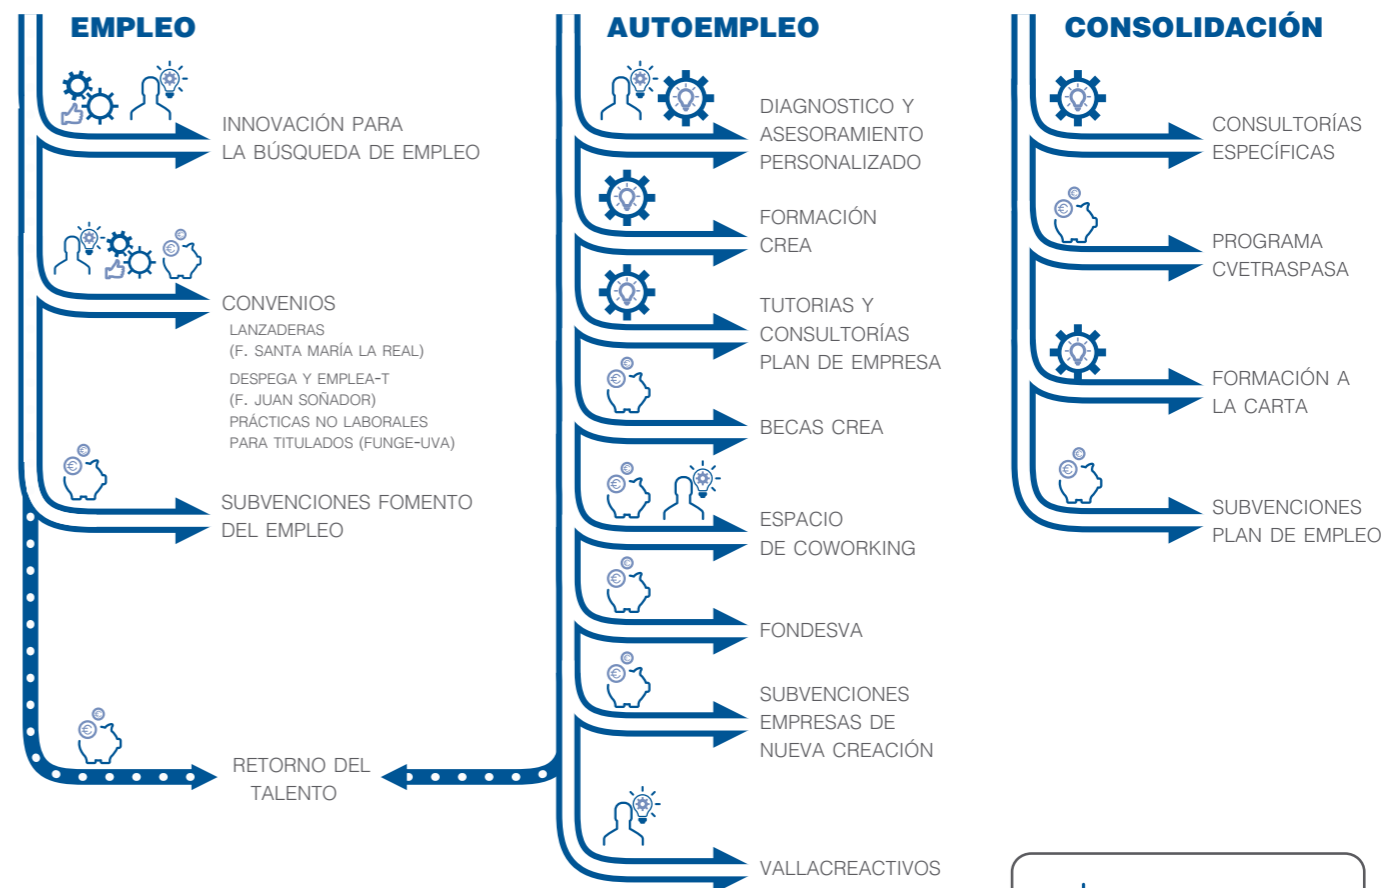 EMPLEO
INNOVACIÓN PARA
LA BÚSQUEDA DE EMPLEO
CONVENIOS
LANZADERAS
(F. SANTA MARÍA LA REAL)
DESPEGA Y EMPLEA-T
(F. JUAN SOÑADOR)
PRÁCTICAS NO LABORALES
PARA TITULADOS (FUNGE-UVA)
SUBVENCIONES FOMENTO
DEL EMPLEO
RETORNO DEL
TALENTO
AUTOEMPLEO
DIAGNOSTICO Y
ASESORAMIENTO
PERSONALIZADO
FORMACIÓN
CREA
TUTORIAS Y
CONSULTORÍAS
PLAN DE EMPRESA
BECAS CREA
ESPACIO
DE COWORKING
FONDESVA
SUBVENCIONES
EMPRESAS DE
NUEVA CREACIÓN
VALLACREACTIVOS
CONSOLIDACIÓN
CONSULTORÍAS
ESPECÍFICAS
PROGRAMA
CVETRASPASA
FORMACIÓN A
LA CARTA
SUBVENCIONES
PLAN DE EMPLEO